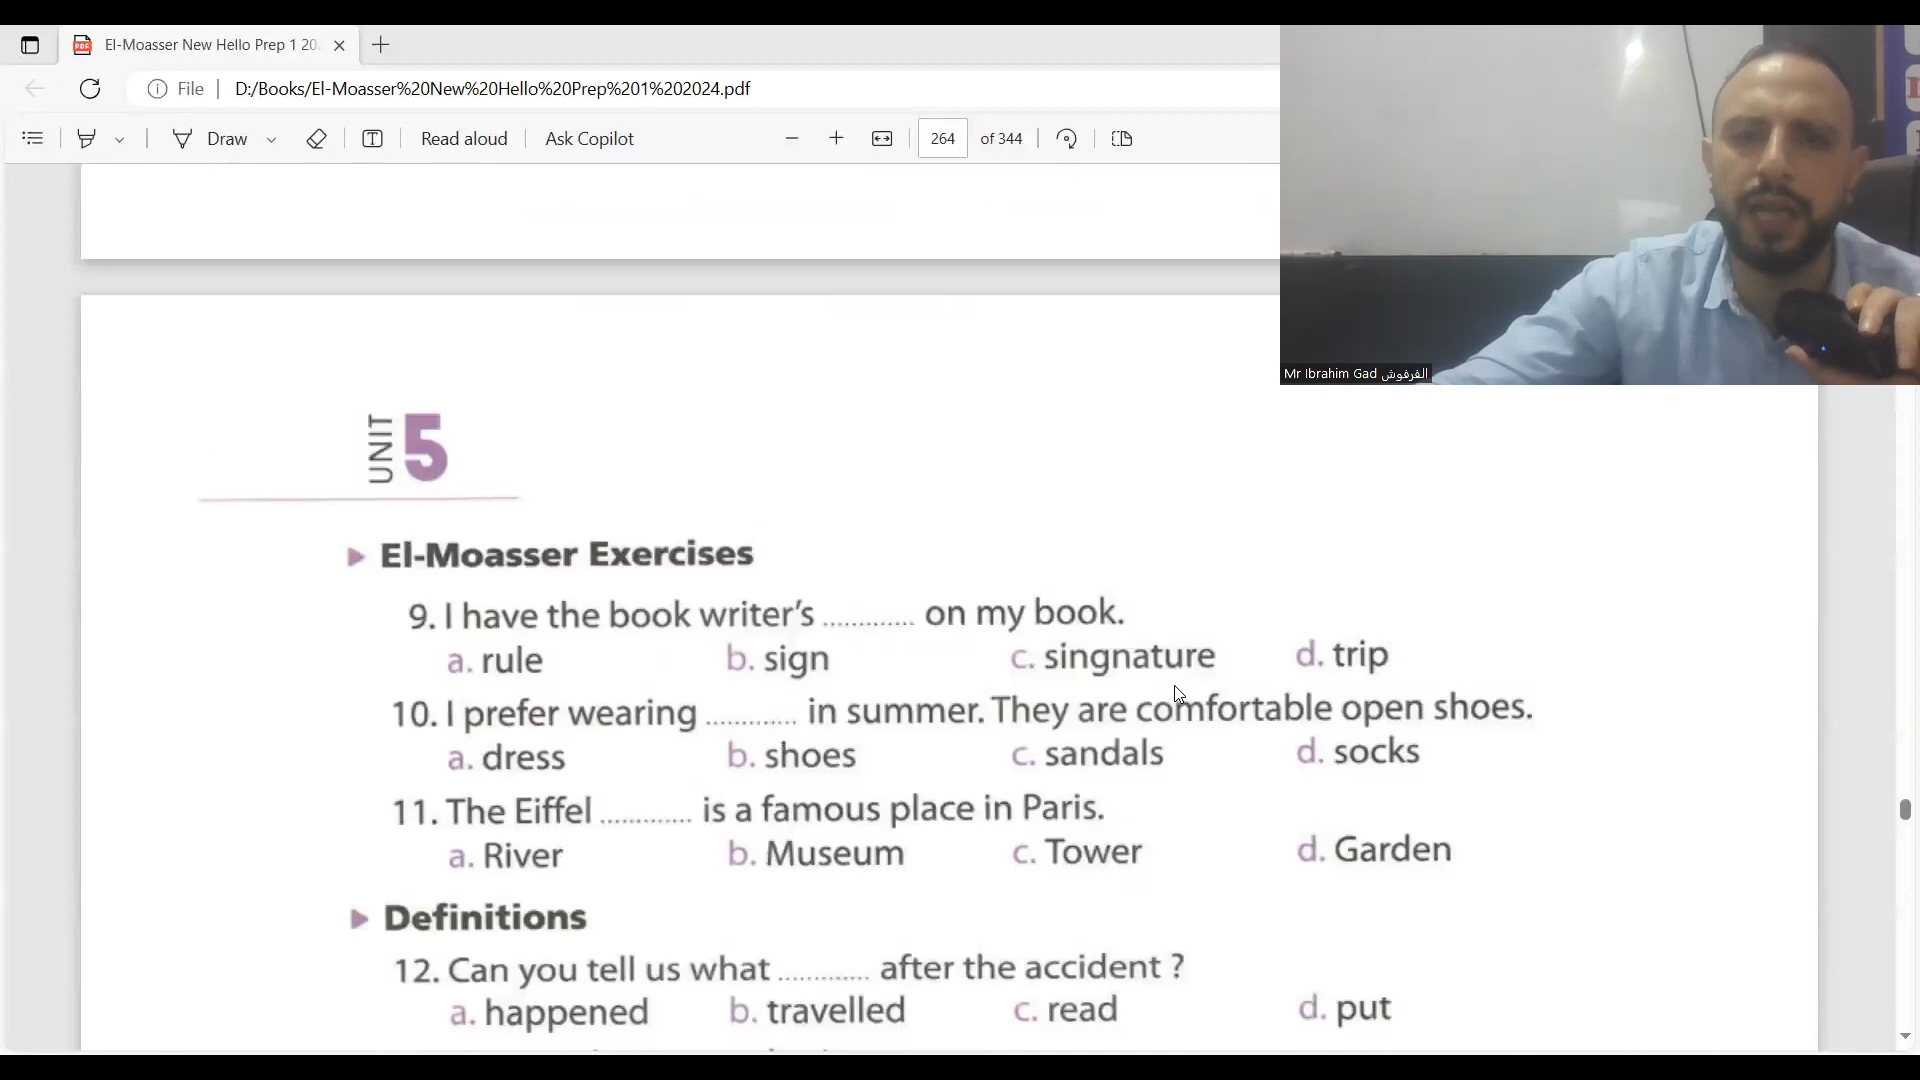 El-Moasser New Hello Prep 1 20
File
D:/Books/El-Moasser%20New%20Hello%20Prep%201%202024.pdf
Draw
Read aloud
Ask Copilot
264 of 344
Mr Ibrahim Gad الفرفوش
UNIT 5
El-Moasser Exercises
9. I have the book writer's ............. on my book.
a. rule b. sign c. singnature d. trip
10. I prefer wearing ............. in summer. They are comfortable open shoes.
a. dress b. shoes c. sandals d. socks
11. The Eiffel ............. is a famous place in Paris.
a. River b. Museum c. Tower d. Garden
Definitions
12. Can you tell us what ............. after the accident ?
a. happened b. travelled c. read d. put